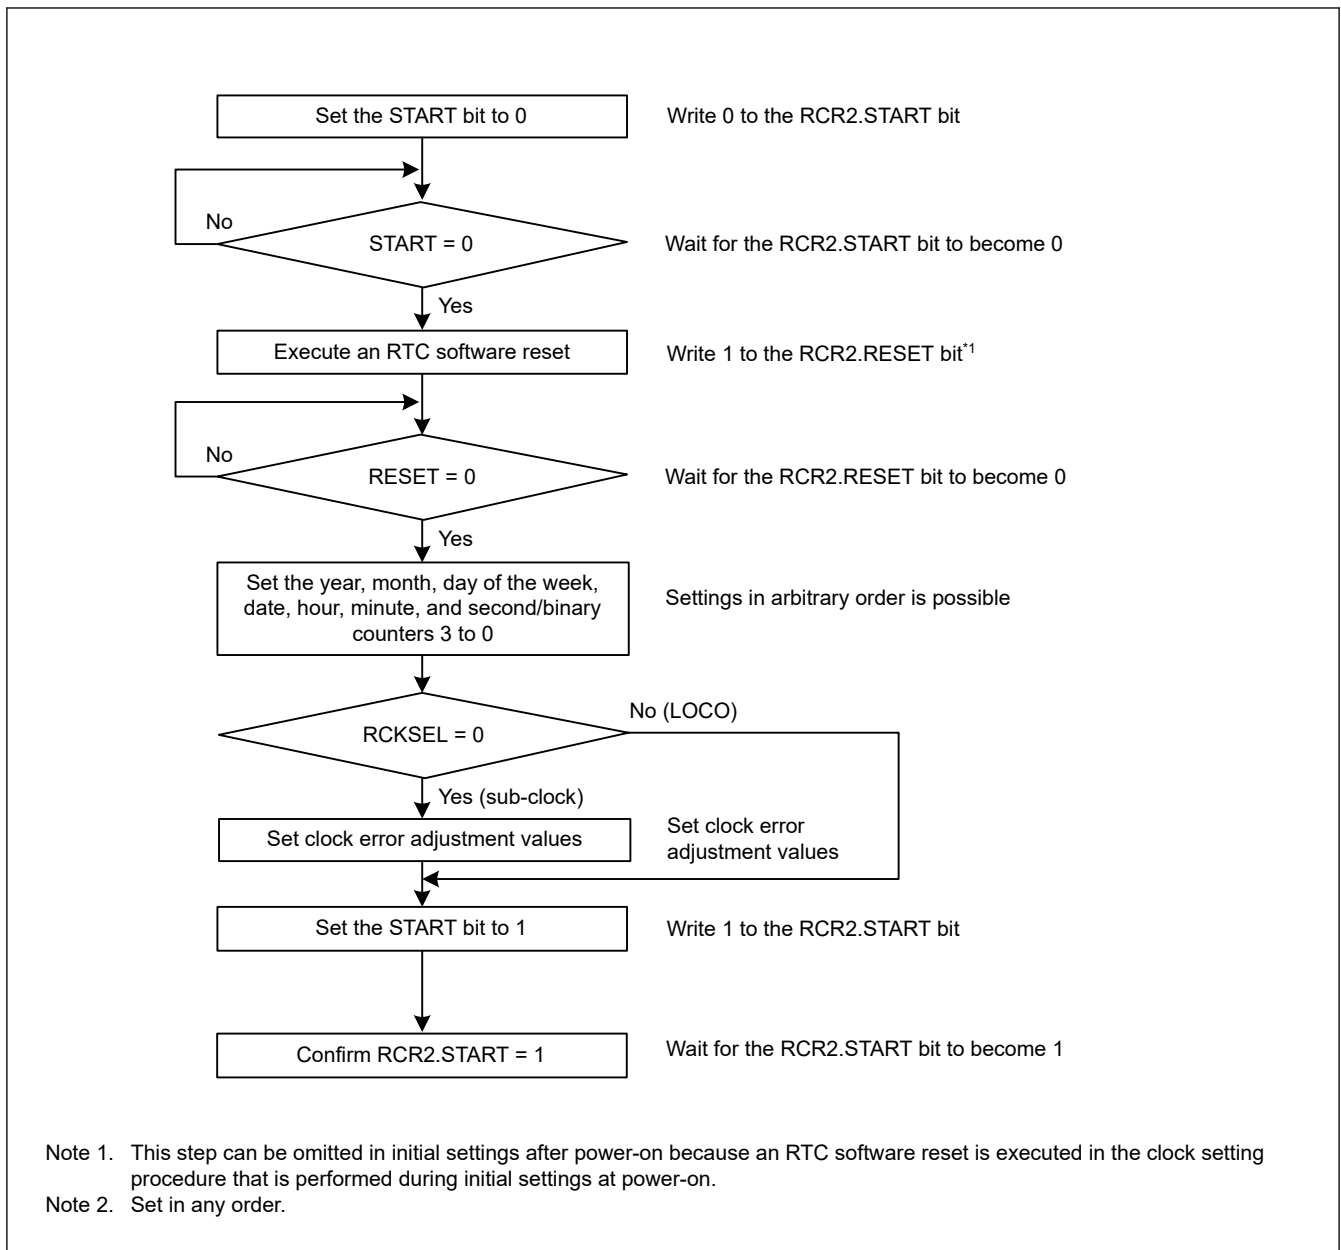 Set the START bit to 0
Write 0 to the RCR2.START bit
No
START = 0
Wait for the RCR2.START bit to become 0
Yes
Execute an RTC software reset
Write 1 to the RCR2.RESET bit*1
No
RESET = 0
Wait for the RCR2.RESET bit to become 0
Yes
Set the year, month, day of the week,
date, hour, minute, and second/binary
counters 3 to 0
Settings in arbitrary order is possible
No (LOCO)
RCKSEL = 0
Yes (sub-clock)
Set clock error adjustment values
Set clock error
adjustment values
Set the START bit to 1
Write 1 to the RCR2.START bit
Confirm RCR2.START = 1
Wait for the RCR2.START bit to become 1
Note 1. This step can be omitted in initial settings after power-on because an RTC software reset is executed in the clock setting
procedure that is performed during initial settings at power-on.
Note 2. Set in any order.